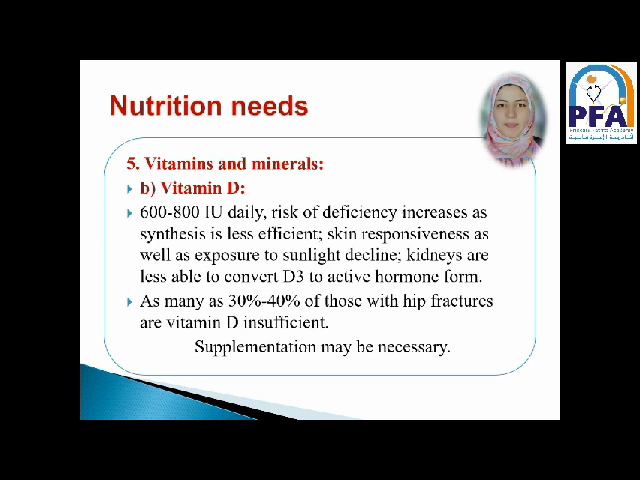 Nutrition needs
PFA
5. Vitamins and minerals:
b) Vitamin D:
600-800 IU daily, risk of deficiency increases as
synthesis is less efficient; skin responsiveness as
well as exposure to sunlight decline; kidneys are
less able to convert D3 to active hormone form.
As many as 30%-40% of those with hip fractures
are vitamin D insufficient.
Supplementation may be necessary.